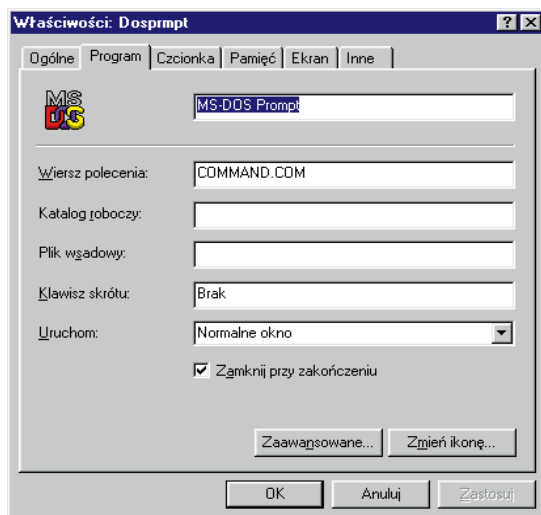 Właściwości: Dosprmpt
Ogólne Program Czcionka Pamięć Ekran Inne
MS-DOS MS-DOS Prompt
Wiersz polecenia: COMMAND.COM
Katalog roboczy:
Plik wsadowy:
Klawisz skrótu: Brak
Uruchom: Normalne okno
Zamknij przy zakończeniu
Zaawansowane... Zmień ikonę...
OK Anuluj Zastosuj